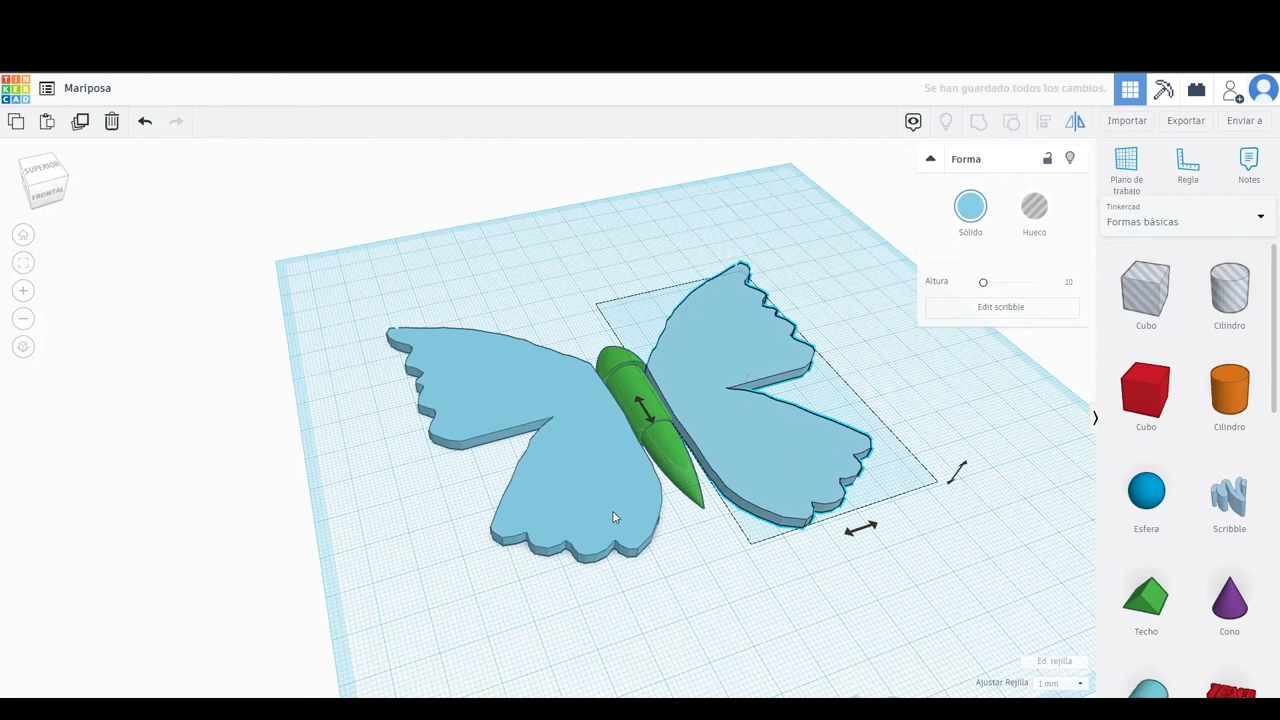 TIN
KER
CAD
Mariposa
Se han guardado todos los cambios.
Importar
Exportar
Enviar a
SUPERIOR
FRONTAL
Forma
Sólido
Hueco
Altura
10
Edit scribble
Plano de
trabajo
Regla
Notes
Tinkercad
Formas básicas
Cubo
Cilindro
Cubo
Cilindro
Esfera
Scribble
Techo
Cono
Ed. rejilla
Ajustar Rejilla
1 mm